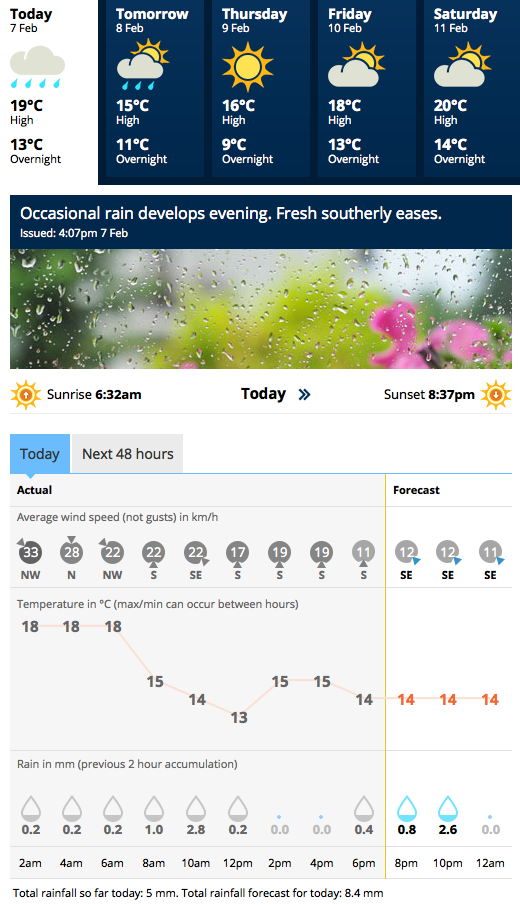 Today Tomorrow Thursday Friday Saturday
7 Feb 8 Feb 9 Feb 10 Feb 11 Feb
19°C 15°C 16°C 18°C 20°C
High High High High High
13°C 11°C 9°C 13°C 14°C
Overnight Overnight Overnight Overnight Overnight
Occasional rain develops evening. Fresh southerly eases.
Issued: 4:07pm 7 Feb
Sunrise 6:32am Today Sunset 8:37pm
Today Next 48 hours
Actual Forecast
Average wind speed (not gusts) in km/h
33 28 22 22 22 17 19 19 11 12 12 11
NW N NW S SE S S S S SE SE SE
Temperature in °C (max/min can occur between hours)
18 18 18 15 14 13 15 15 14 14 14 14
Rain in mm (previous 2 hour accumulation)
0.2 0.2 0.2 1.0 2.8 0.2 0.0 0.0 0.4 0.8 2.6 0.0
2am 4am 6am 8am 10am 12pm 2pm 4pm 6pm 8pm 10pm 12am
Total rainfall so far today: 5 mm. Total rainfall forecast for today: 8.4 mm